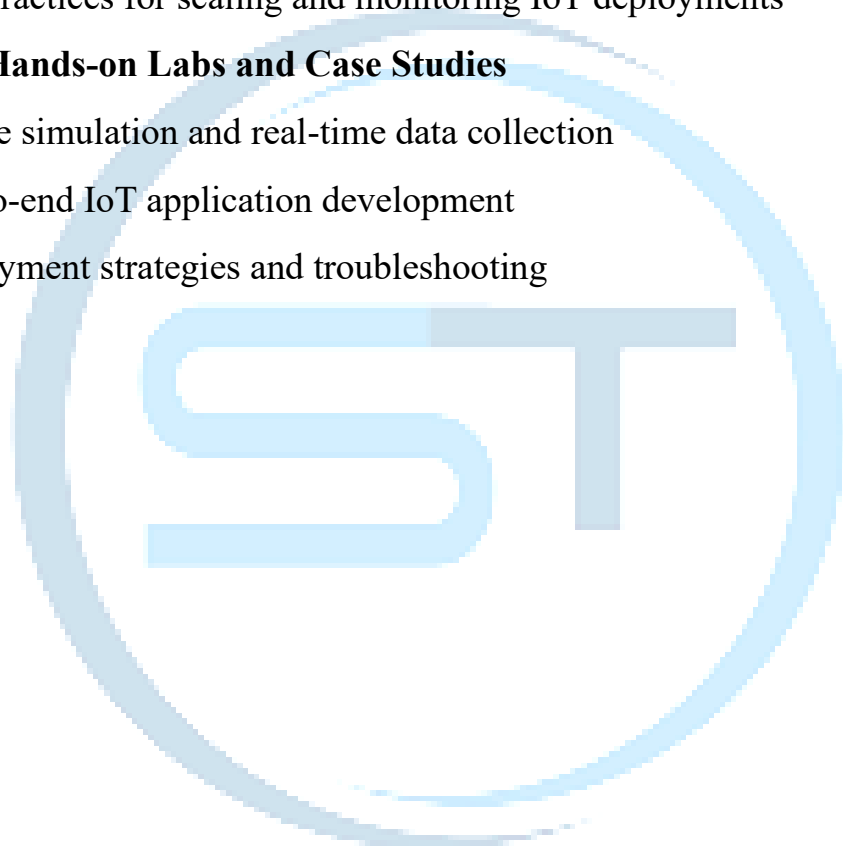 ractices for scaling and monitoring IoT deployments
Hands-on Labs and Case Studies
e simulation and real-time data collection
o-end IoT application development
yment strategies and troubleshooting
ST